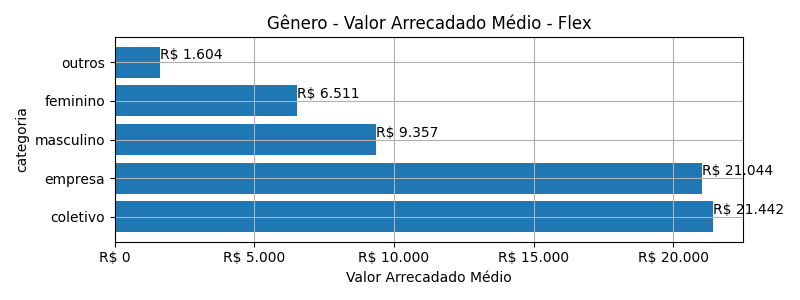 Gênero - Valor Arrecadado Médio - Flex
categoria
outros R$ 1.604
feminino R$ 6.511
masculino R$ 9.357
empresa R$ 21.044
coletivo R$ 21.442
R$ 0 R$ 5.000 R$ 10.000 R$ 15.000 R$ 20.000
Valor Arrecadado Médio